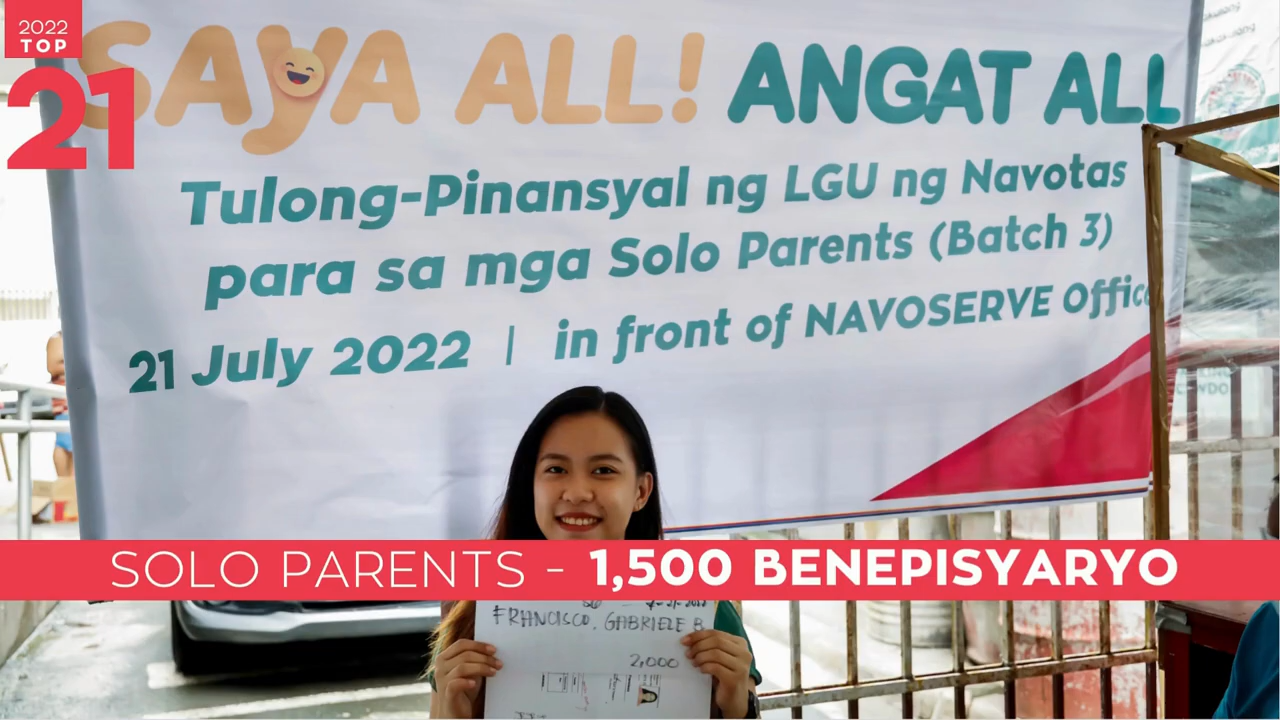 2022
TOP
21
SAYA ALL! ANGAT ALL
Tulong-Pinansyal ng LGU ng Navotas
para sa mga Solo Parents (Batch 3)
21 July 2022 | in front of NAVOSERVE Office
SOLO PARENTS - 1,500 BENEPISYARYO
FRANCISCO, GABRIELE B.
2,000